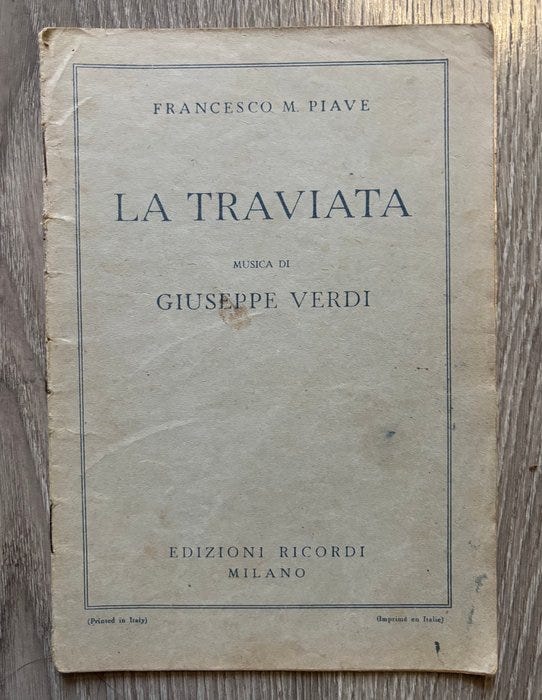 FRANCESCO M. PIAVE
LA TRAVIATA
MUSICA DI
GIUSEPPE VERDI
EDIZIONI RICORDI
MILANO
(Printed in Italy) (Imprimé en Italie)